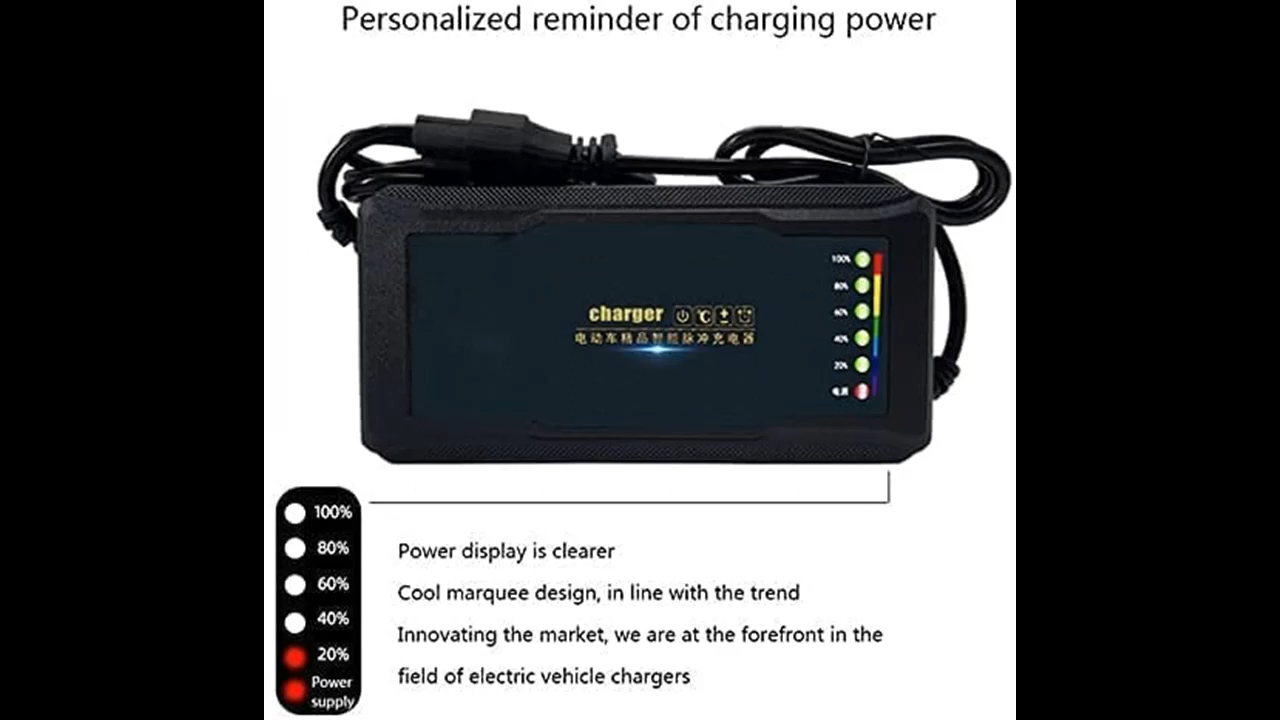 Personalized reminder of charging power
100%
80%
60%
charger
电动车精品智能脉冲充电器
40%
20%
电源
100%
80%
60%
40%
20%
Power
supply
Power display is clearer
Cool marquee design, in line with the trend
Innovating the market, we are at the forefront in the
field of electric vehicle chargers